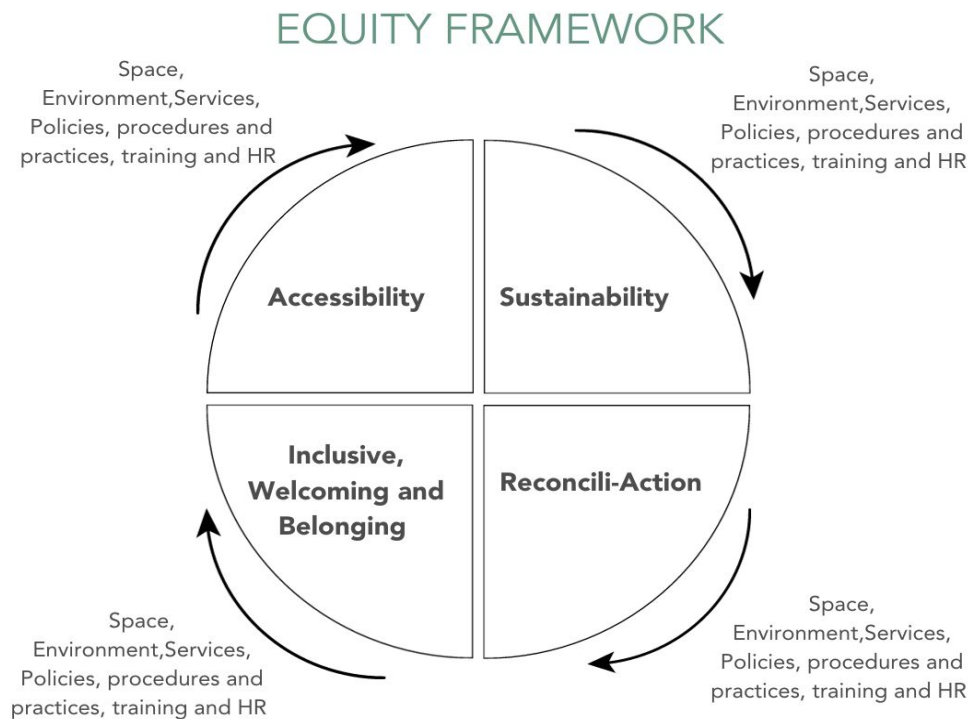 EQUITY FRAMEWORK
Space,
Environment,Services,
Policies, procedures and
practices, training and HR
Space,
Environment,Services,
Policies, procedures and
practices, training and HR
Accessibility
Sustainability
Inclusive,
Welcoming and
Belonging
Reconcili-Action
Space,
Environment,Services,
Policies, procedures and
practices, training and HR
Space,
Environment,Services,
Policies, procedures and
practices, training and HR